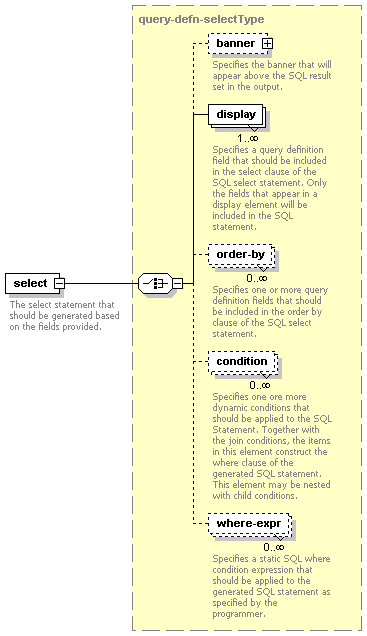 query-defn-selectType
banner
Specifies the banner that will
appear above the SQL result
set in the output.
display
1..∞
Specifies a query definition
field that should be included
in the select clause of the
SQL select statement. Only
the fields that appear in a
display element will be
included in the SQL
statement.
order-by
0..∞
Specifies one or more query
definition fields that should
be included in the order by
clause of the SQL select
statement.
select
The select statement that
should be generated based
on the fields provided.
condition
0..∞
Specifies one ore more
dynamic conditions that
should be applied to the SQL
Statement. Together with
the join conditions, the items
in this element construct the
where clause of the
generated SQL statement.
This element may be nested
with child conditions.
where-expr
0..∞
Specifies a static SQL where
condition expression that
should be applied to the
generated SQL statement as
specified by the
programmer.